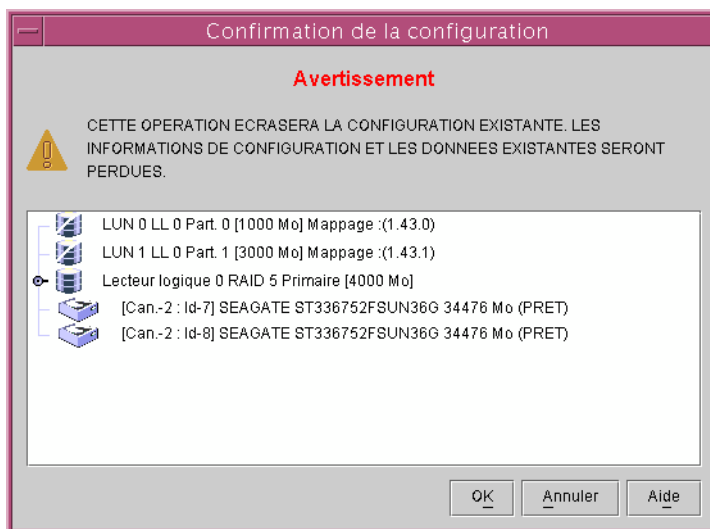 Confirmation de la configuration
Avertissement
CETTE OPERATION ECRASERA LA CONFIGURATION EXISTANTE. LES
INFORMATIONS DE CONFIGURATION ET LES DONNEES EXISTANTES SERONT
PERDUES.
LUN 0 LL 0 Part. 0 [1000 Mo] Mappage :(1.43.0)
LUN 1 LL 0 Part. 1 [3000 Mo] Mappage :(1.43.1)
Lecteur logique 0 RAID 5 Primaire [4000 Mo]
[Can.-2 : Id-7] SEAGATE ST336752FSUN36G 34476 Mo (PRET)
[Can.-2 : Id-8] SEAGATE ST336752FSUN36G 34476 Mo (PRET)
OK Annuler Aide